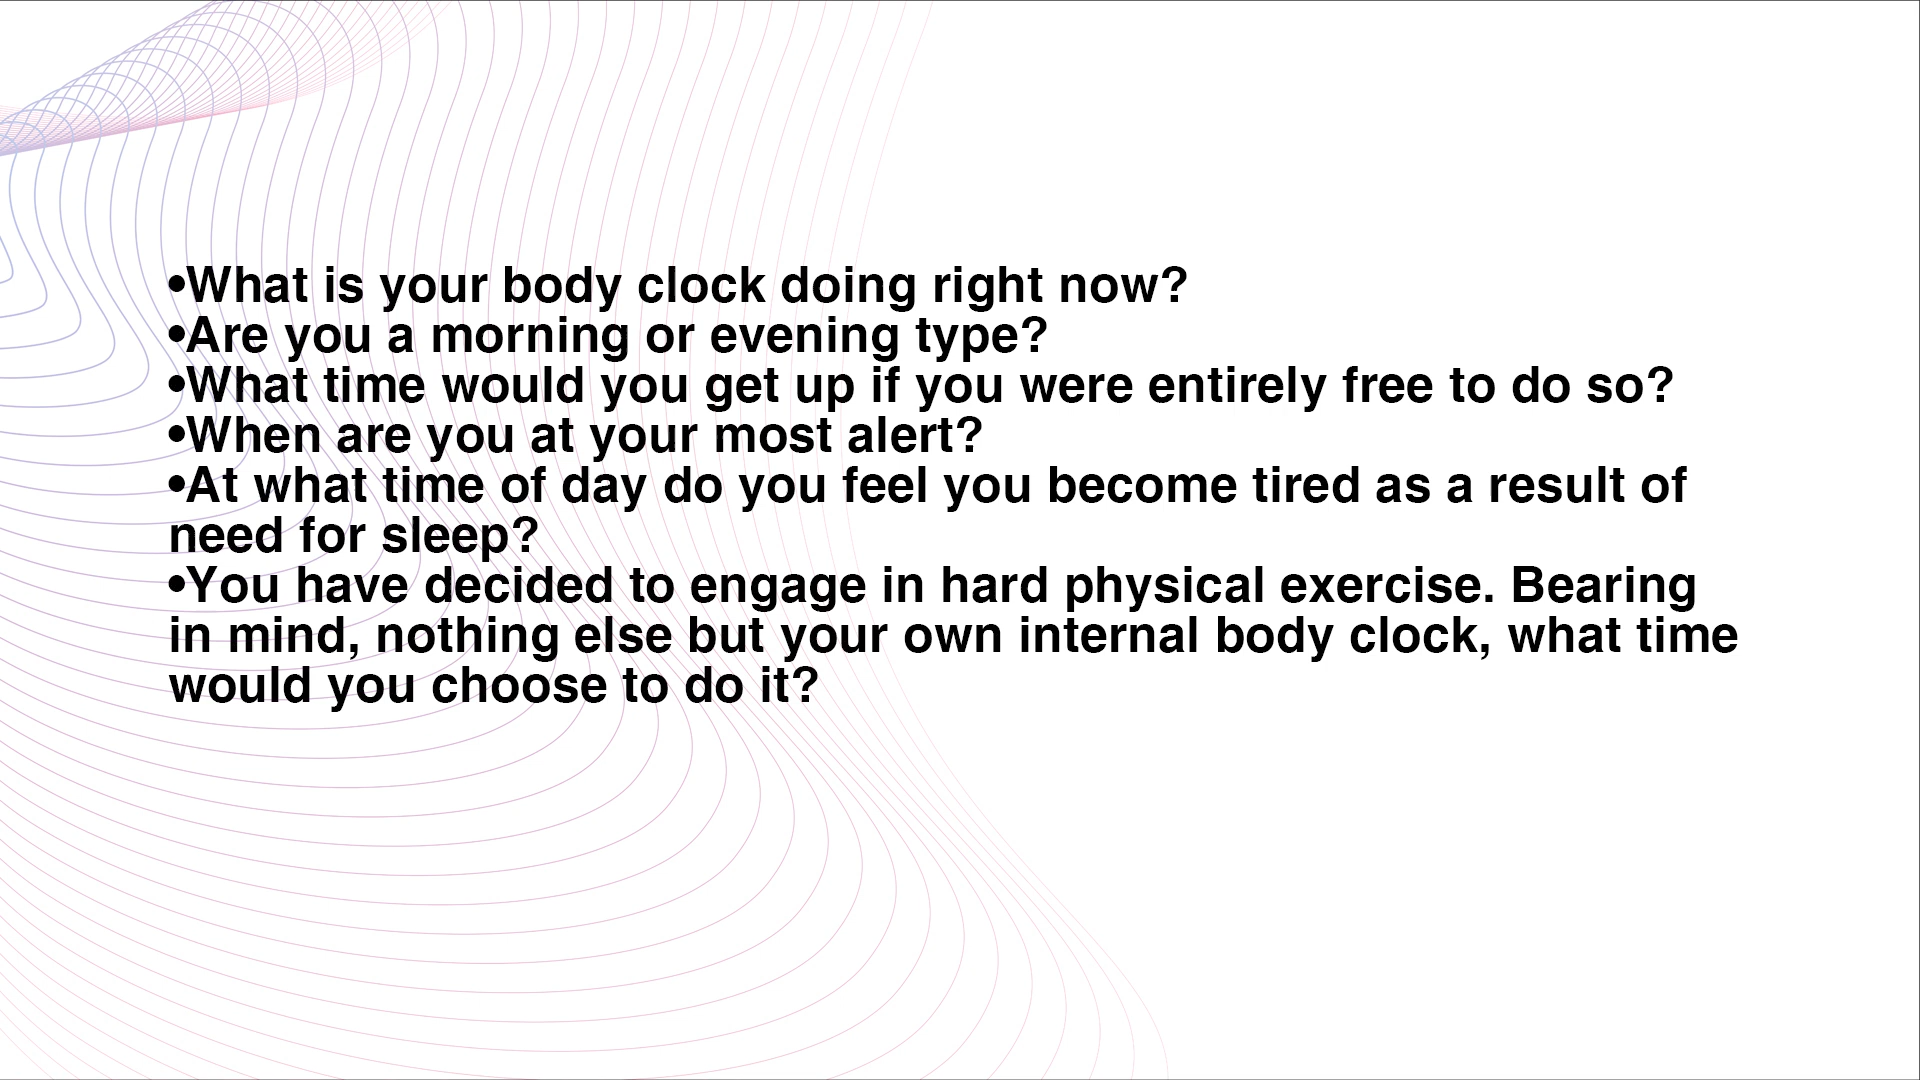 •What is your body clock doing right now?
•Are you a morning or evening type?
•What time would you get up if you were entirely free to do so?
•When are you at your most alert?
•At what time of day do you feel you become tired as a result of
need for sleep?
•You have decided to engage in hard physical exercise. Bearing
in mind, nothing else but your own internal body clock, what time
would you choose to do it?